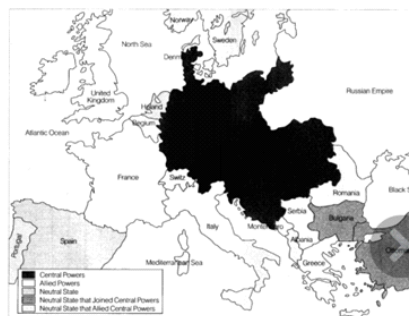 Norway
Sweden
North Sea
Denm
United
Kingdom
Holland
Russian Empire
Belgium
Atlantic Ocean
France
Switz
Romania
Black S
Serbia
Italy
Bulgaria
Portugal
Spain
Albania
Greece
Mediterranean Sea
Central Powers
Allied Powers
Neutral State
Neutral State that Joined Central Powers
Neutral State that Allied Central Powers